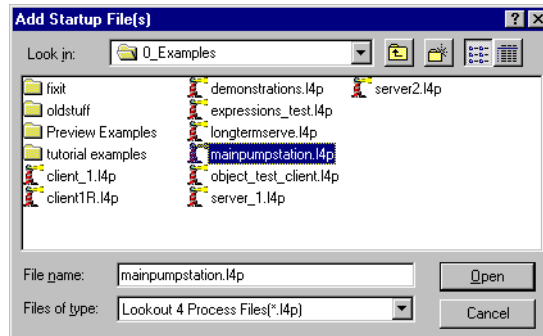 Add Startup File(s)
Look in: 0_Examples
fixit demonstrations.l4p server2.l4p
oldstuff expressions_test.l4p
Preview Examples longtermserve.l4p
tutorial examples mainpumpstation.l4p
client_1.l4p object_test_client.l4p
client1R.l4p server_1.l4p
File name: mainpumpstation.l4p Open
Files of type: Lookout 4 Process Files(*.l4p) Cancel